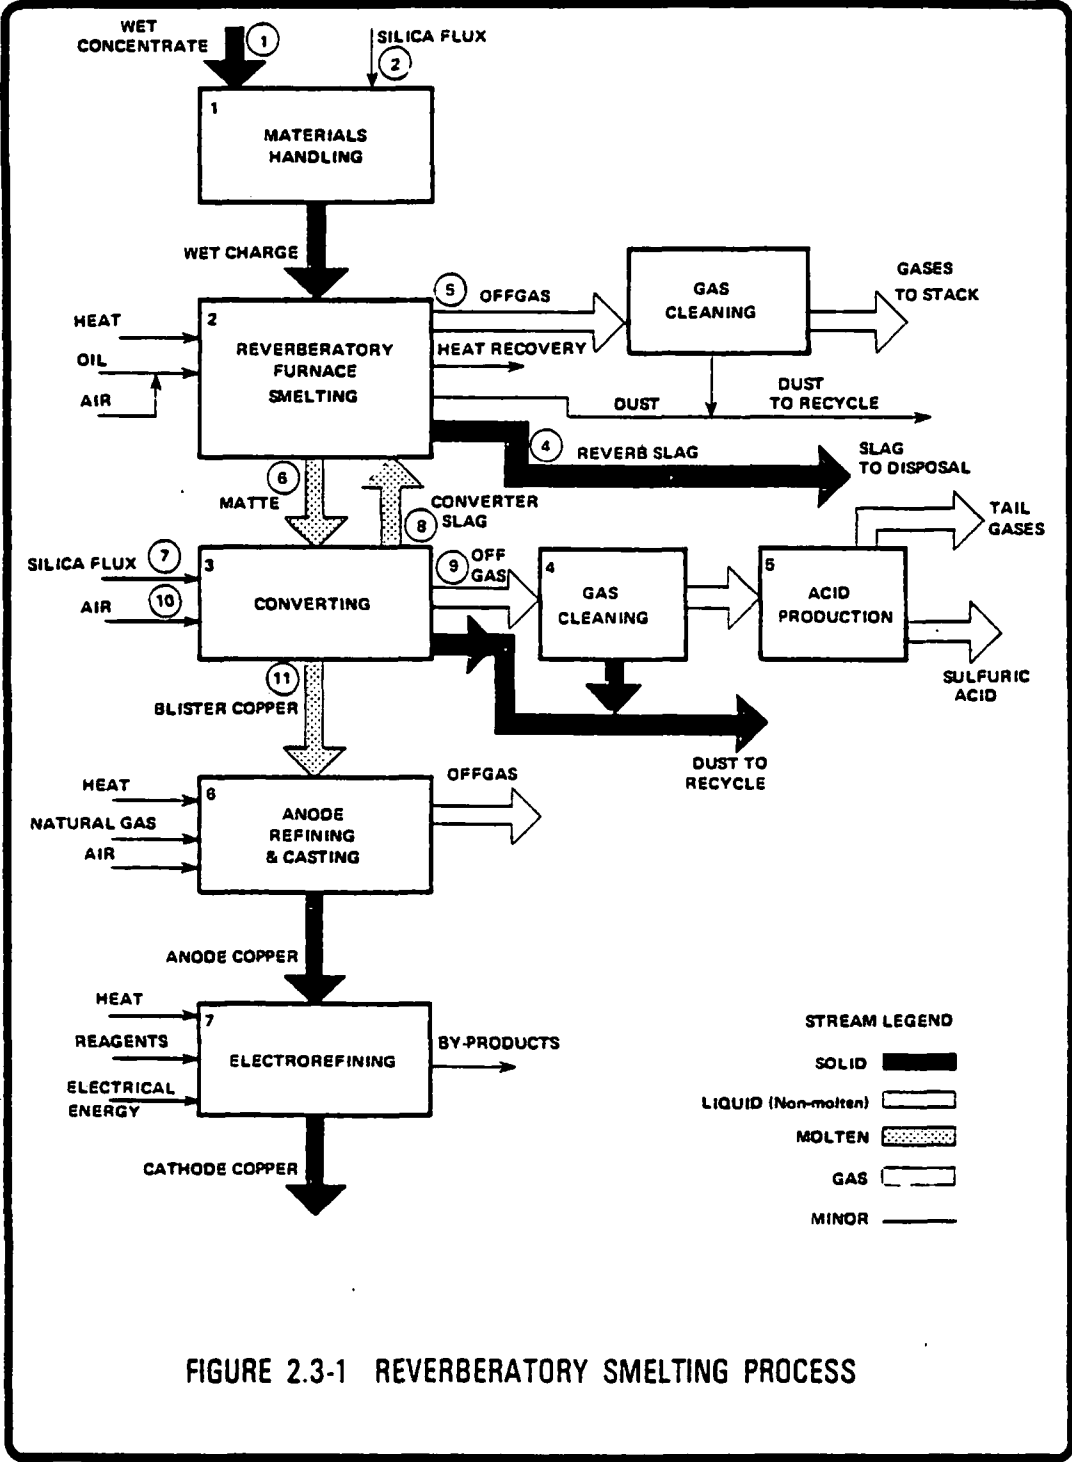 WET
CONCENTRATE
1
SILICA FLUX
2
1
MATERIALS
HANDLING
WET CHARGE
2
REVERBERATORY
FURNACE
SMELTING
HEAT
OIL
AIR
5
OFFGAS
HEAT RECOVERY
GAS
CLEANING
GASES
TO STACK
DUST
DUST
TO RECYCLE
4
REVERB SLAG
SLAG
TO DISPOSAL
6
MATTE
CONVERTER
SLAG
8
SILICA FLUX
7
AIR
10
3
CONVERTING
9
OFF
GAS
4
GAS
CLEANING
5
ACID
PRODUCTION
TAIL
GASES
SULFURIC
ACID
11
BLISTER COPPER
DUST TO
RECYCLE
HEAT
NATURAL GAS
AIR
6
ANODE
REFINING
& CASTING
OFFGAS
ANODE COPPER
HEAT
REAGENTS
ELECTRICAL
ENERGY
7
ELECTROREFINING
BY-PRODUCTS
CATHODE COPPER
STREAM LEGEND
SOLID
LIQUID (Non-molten)
MOLTEN
GAS
MINOR
FIGURE 2.3-1 REVERBERATORY SMELTING PROCESS